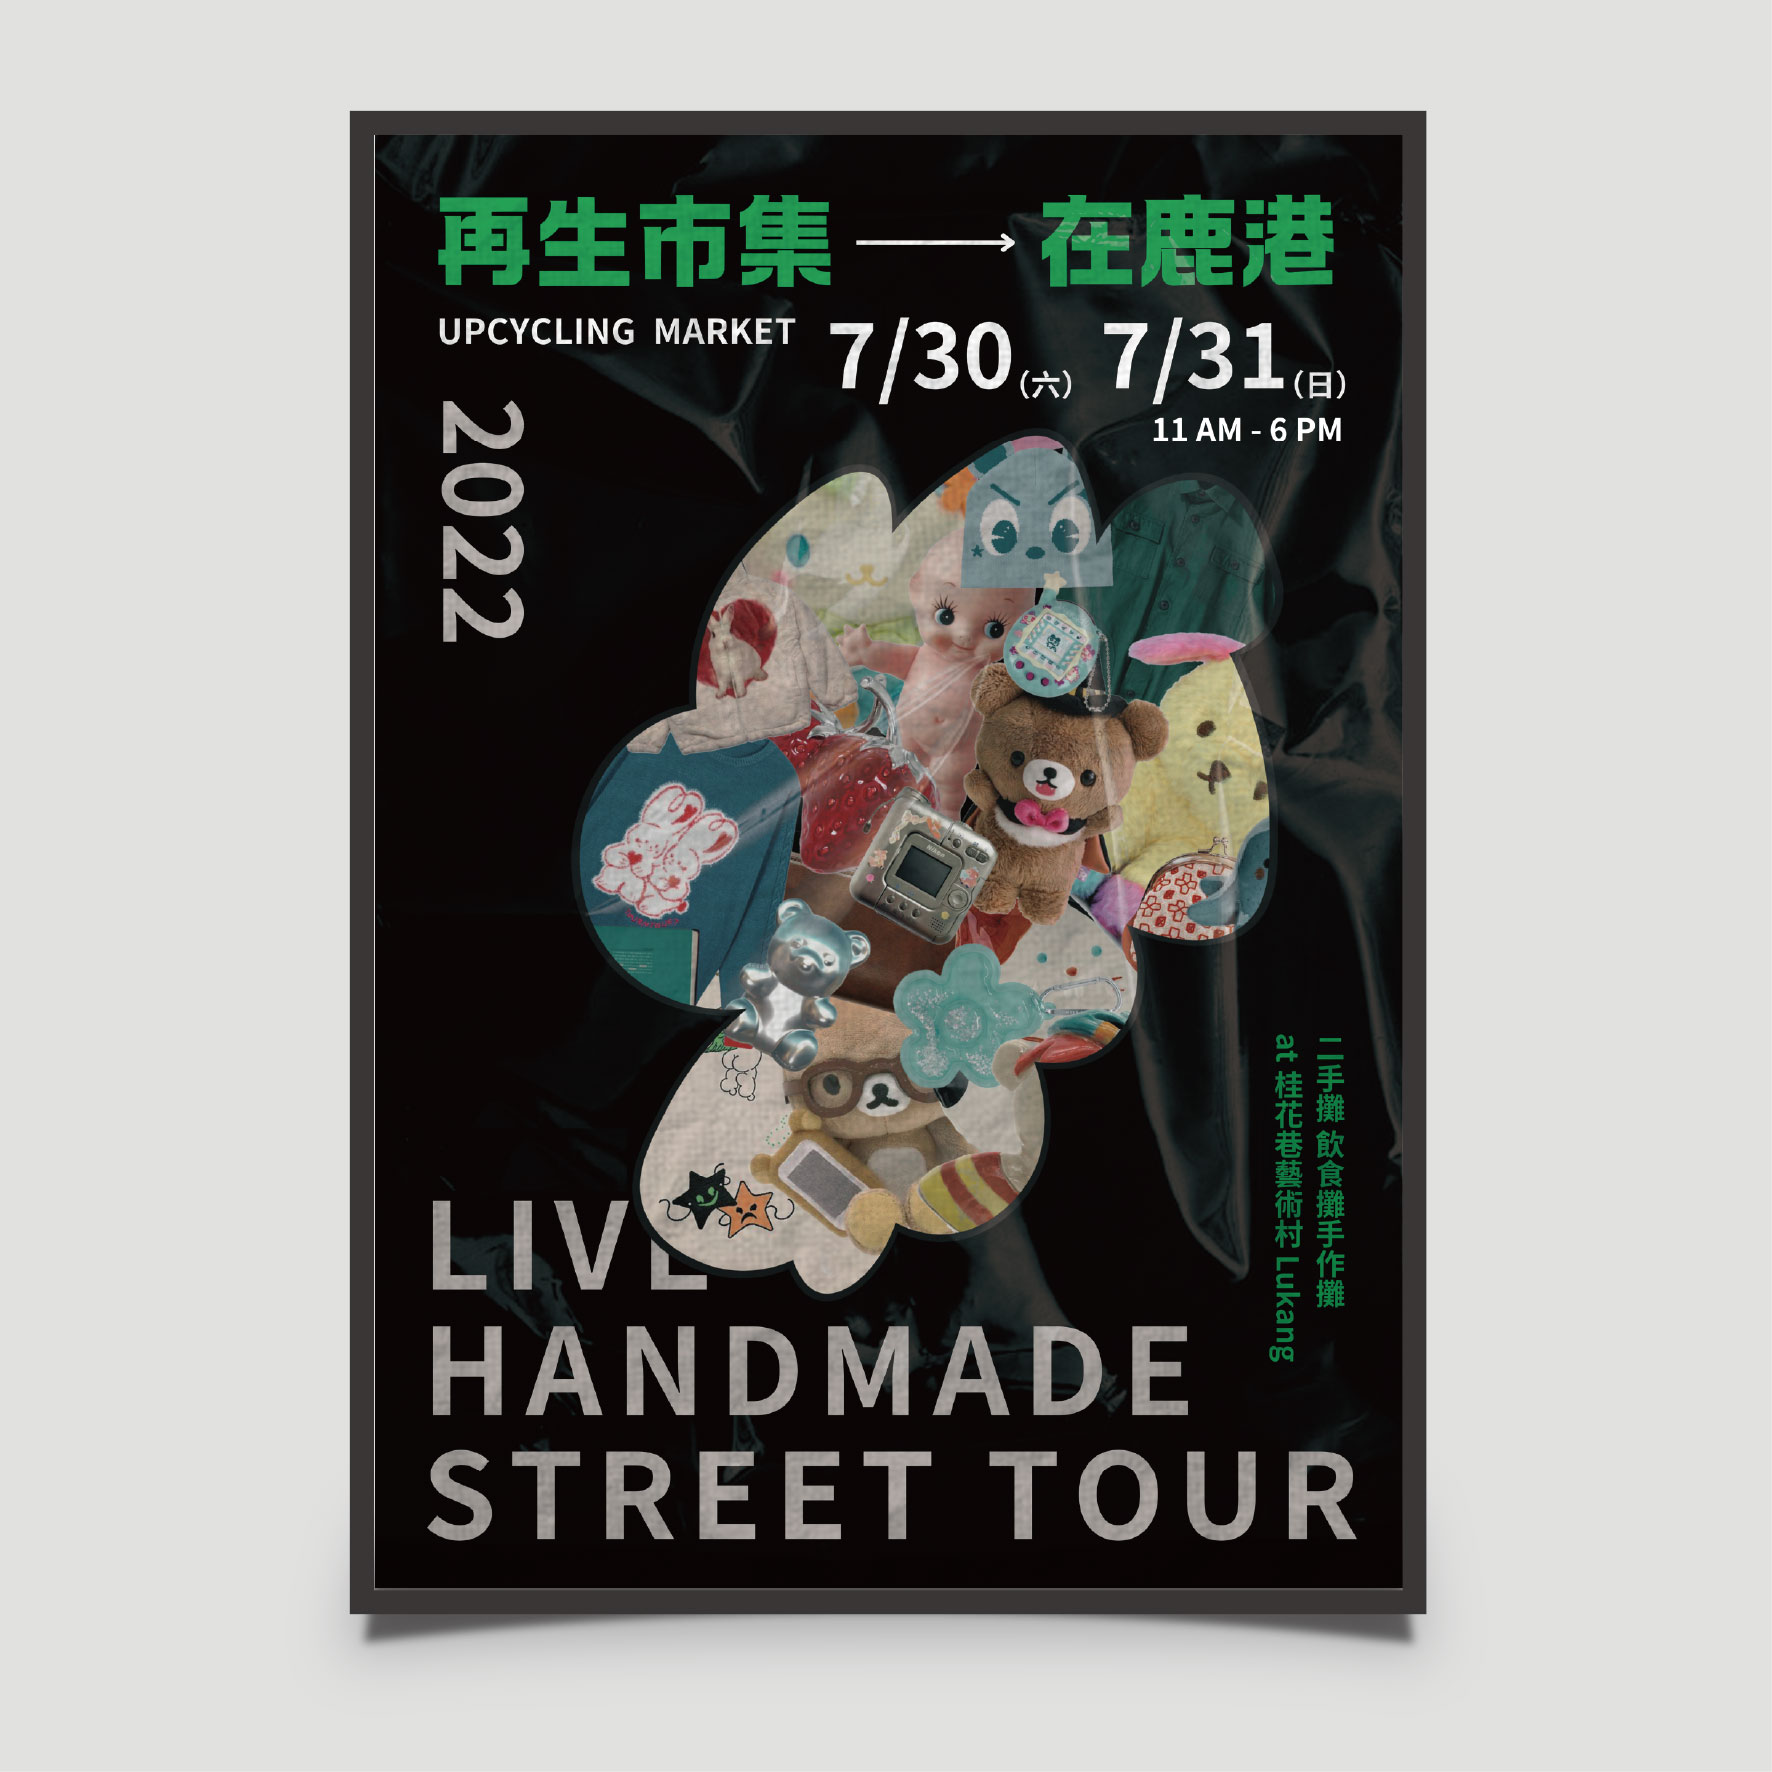 再生市集 → 在鹿港
UPCYCLING MARKET
7/30(六) 7/31(日)
11 AM - 6 PM
2022
二手攤 飲食攤手作攤
at 桂花巷藝術村 Lukang
LIVE
HANDMADE
STREET TOUR